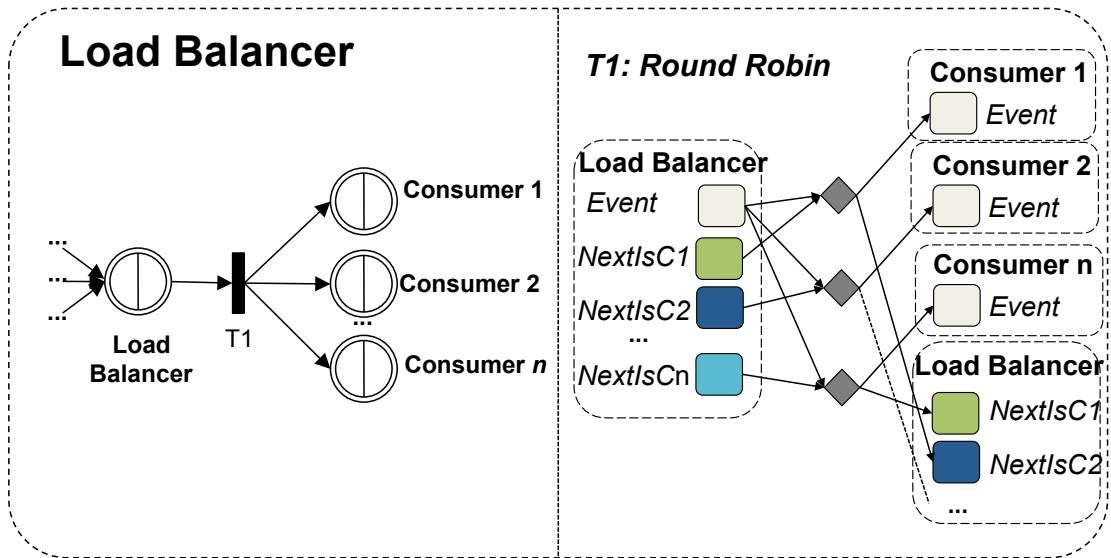 Load Balancer
...
...
...
Load
Balancer
T1
Consumer 1
Consumer 2
...
Consumer n
T1: Round Robin
Load Balancer
Event
NextIsC1
NextIsC2
...
NextIsCn
Consumer 1
Event
Consumer 2
Event
Consumer n
Event
Load Balancer
NextIsC1
NextIsC2
...